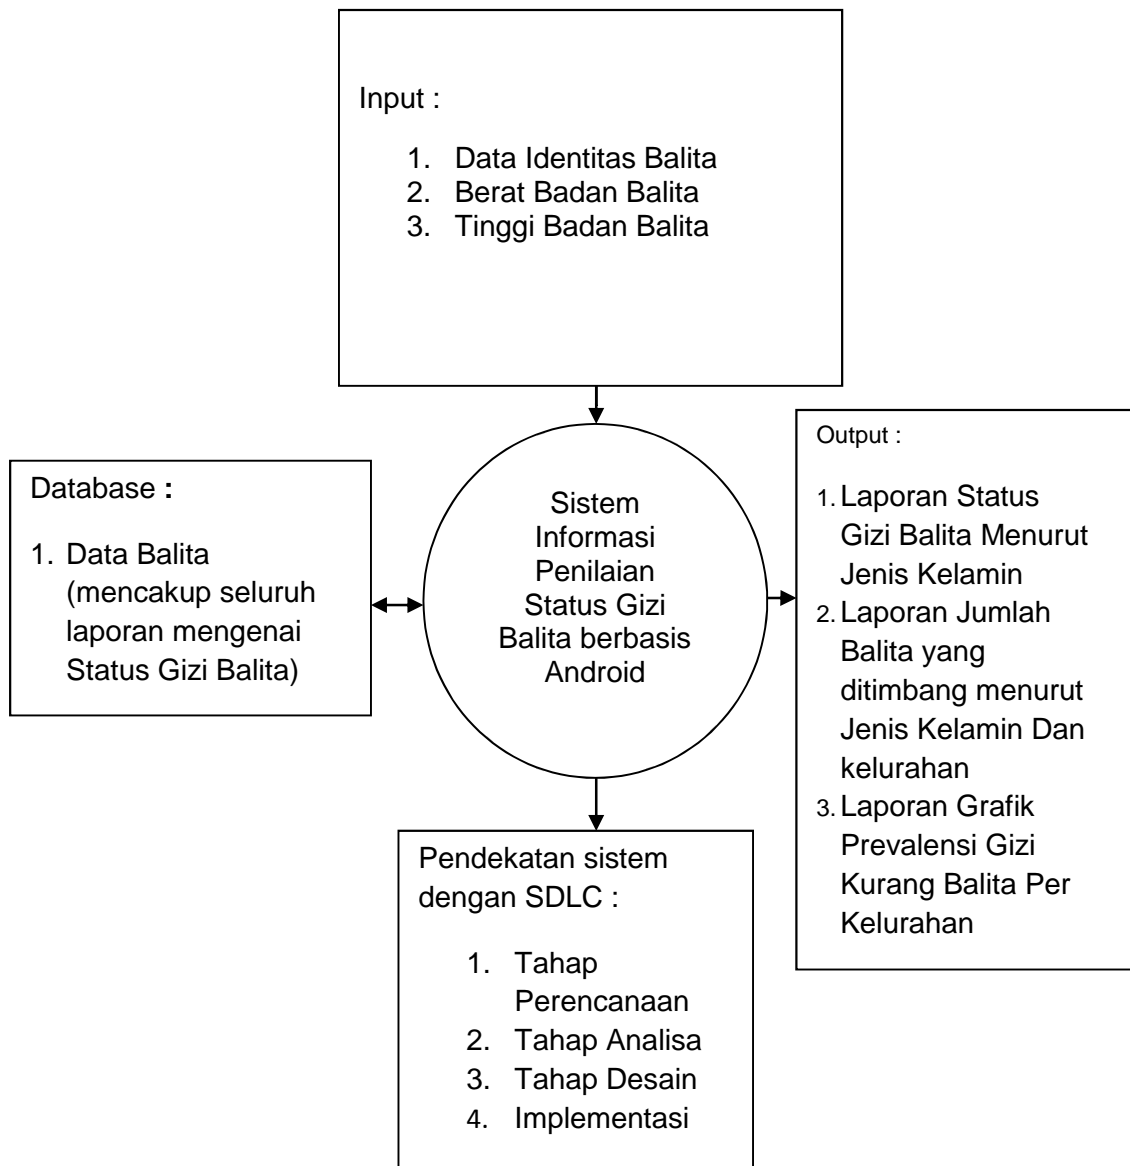 Input :
1. Data Identitas Balita
2. Berat Badan Balita
3. Tinggi Badan Balita
Database :
1. Data Balita
(mencakup seluruh
laporan mengenai
Status Gizi Balita)
Sistem
Informasi
Penilaian
Status Gizi
Balita berbasis
Android
Output :
1. Laporan Status
Gizi Balita Menurut
Jenis Kelamin
2. Laporan Jumlah
Balita yang
ditimbang menurut
Jenis Kelamin Dan
kelurahan
3. Laporan Grafik
Prevalensi Gizi
Kurang Balita Per
Kelurahan
Pendekatan sistem
dengan SDLC :
1. Tahap
Perencanaan
2. Tahap Analisa
3. Tahap Desain
4. Implementasi